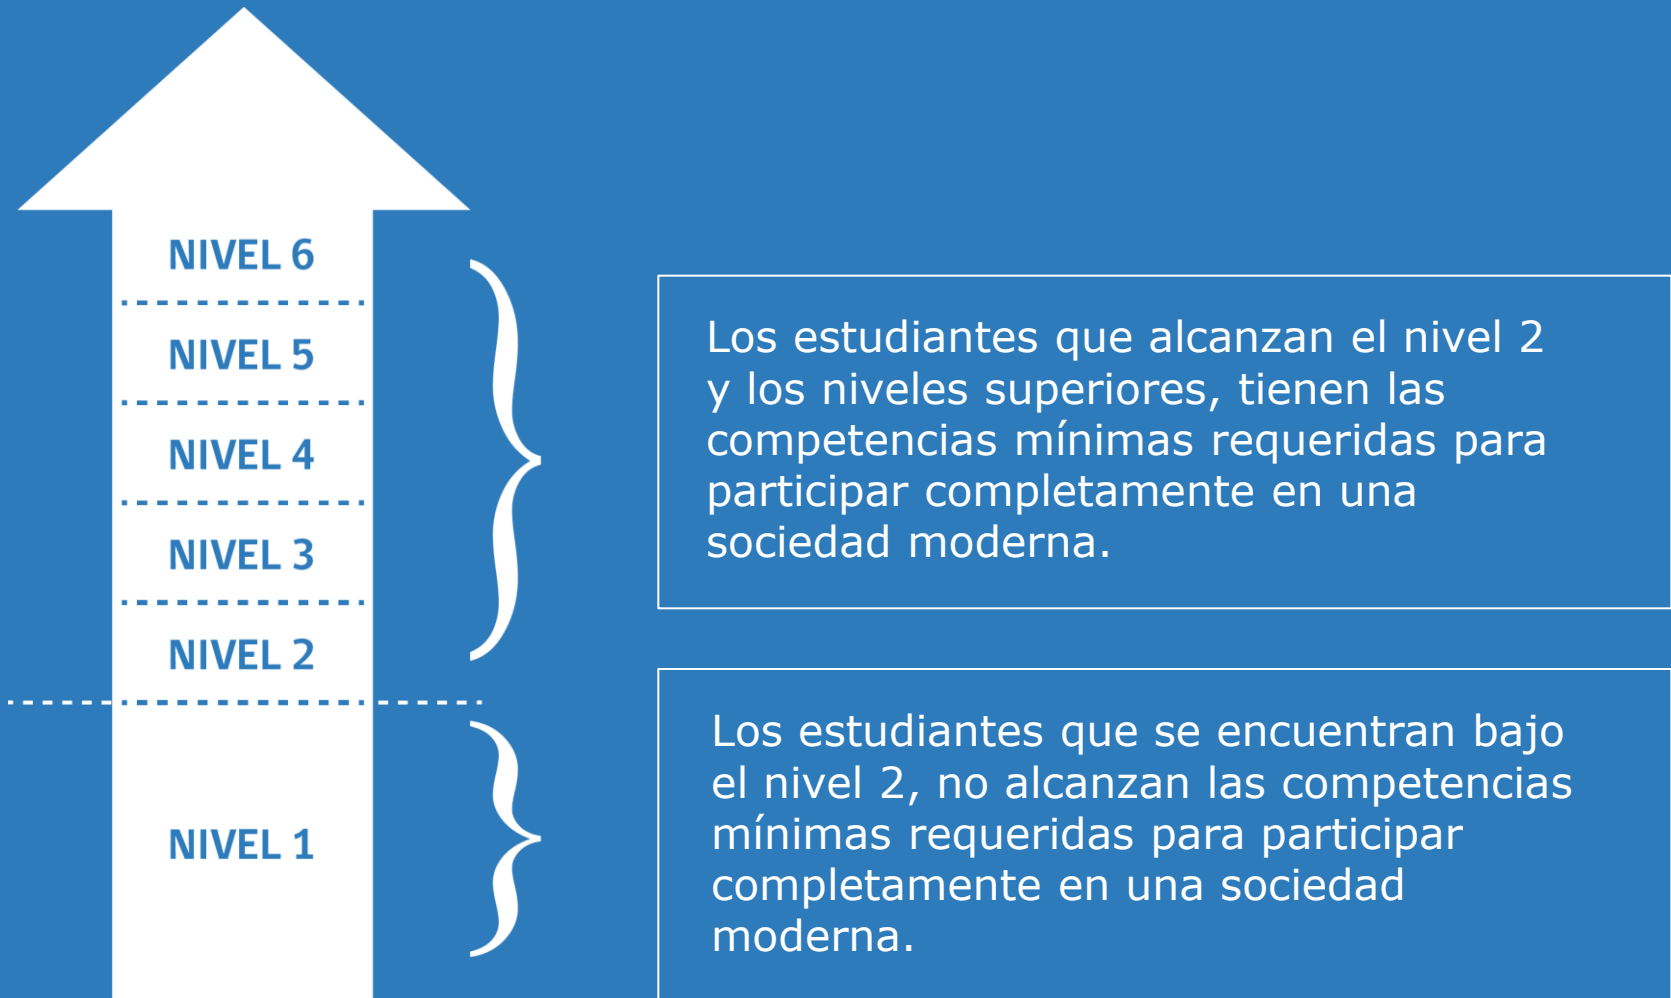 NIVEL 6
NIVEL 5
NIVEL 4
NIVEL 3
NIVEL 2
NIVEL 1
Los estudiantes que alcanzan el nivel 2
y los niveles superiores, tienen las
competencias mínimas requeridas para
participar completamente en una
sociedad moderna.
Los estudiantes que se encuentran bajo
el nivel 2, no alcanzan las competencias
mínimas requeridas para participar
completamente en una sociedad
moderna.